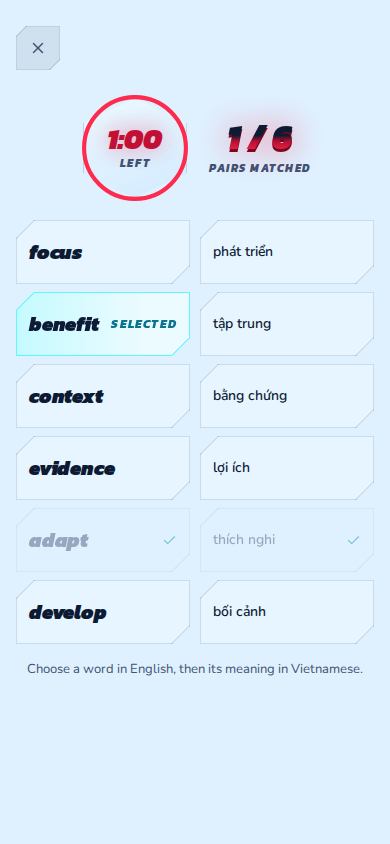 1:00
LEFT
1 / 6
PAIRS MATCHED
focus
phát triển
benefit SELECTED
tập trung
context
bằng chứng
evidence
lợi ích
adapt
thích nghi
develop
bối cảnh
Choose a word in English, then its meaning in Vietnamese.